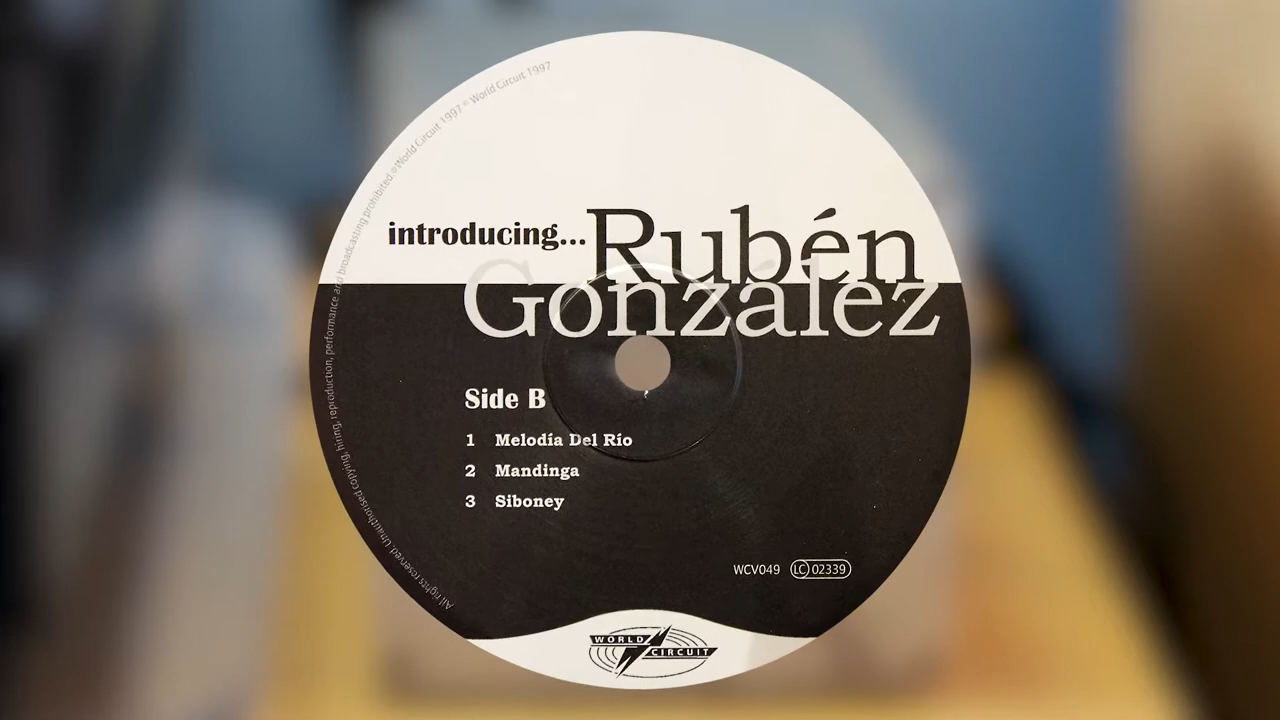 All rights reserved. Unauthorised copying, hiring, reproduction, performance and broadcasting prohibited. ℗ World Circuit 1997 © World Circuit 1997
introducing...Rubén
González
Side B
1 Melodía Del Río
2 Mandinga
3 Siboney
WCV049 LC 02339
WORLD
CIRCUIT